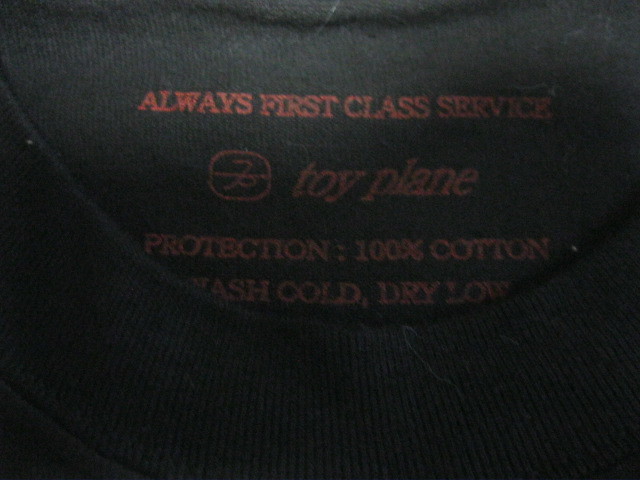 ALWAYS FIRST CLASS SERVICE
toy plane
PROTECTION : 100% COTTON
WASH COLD, DRY LOW